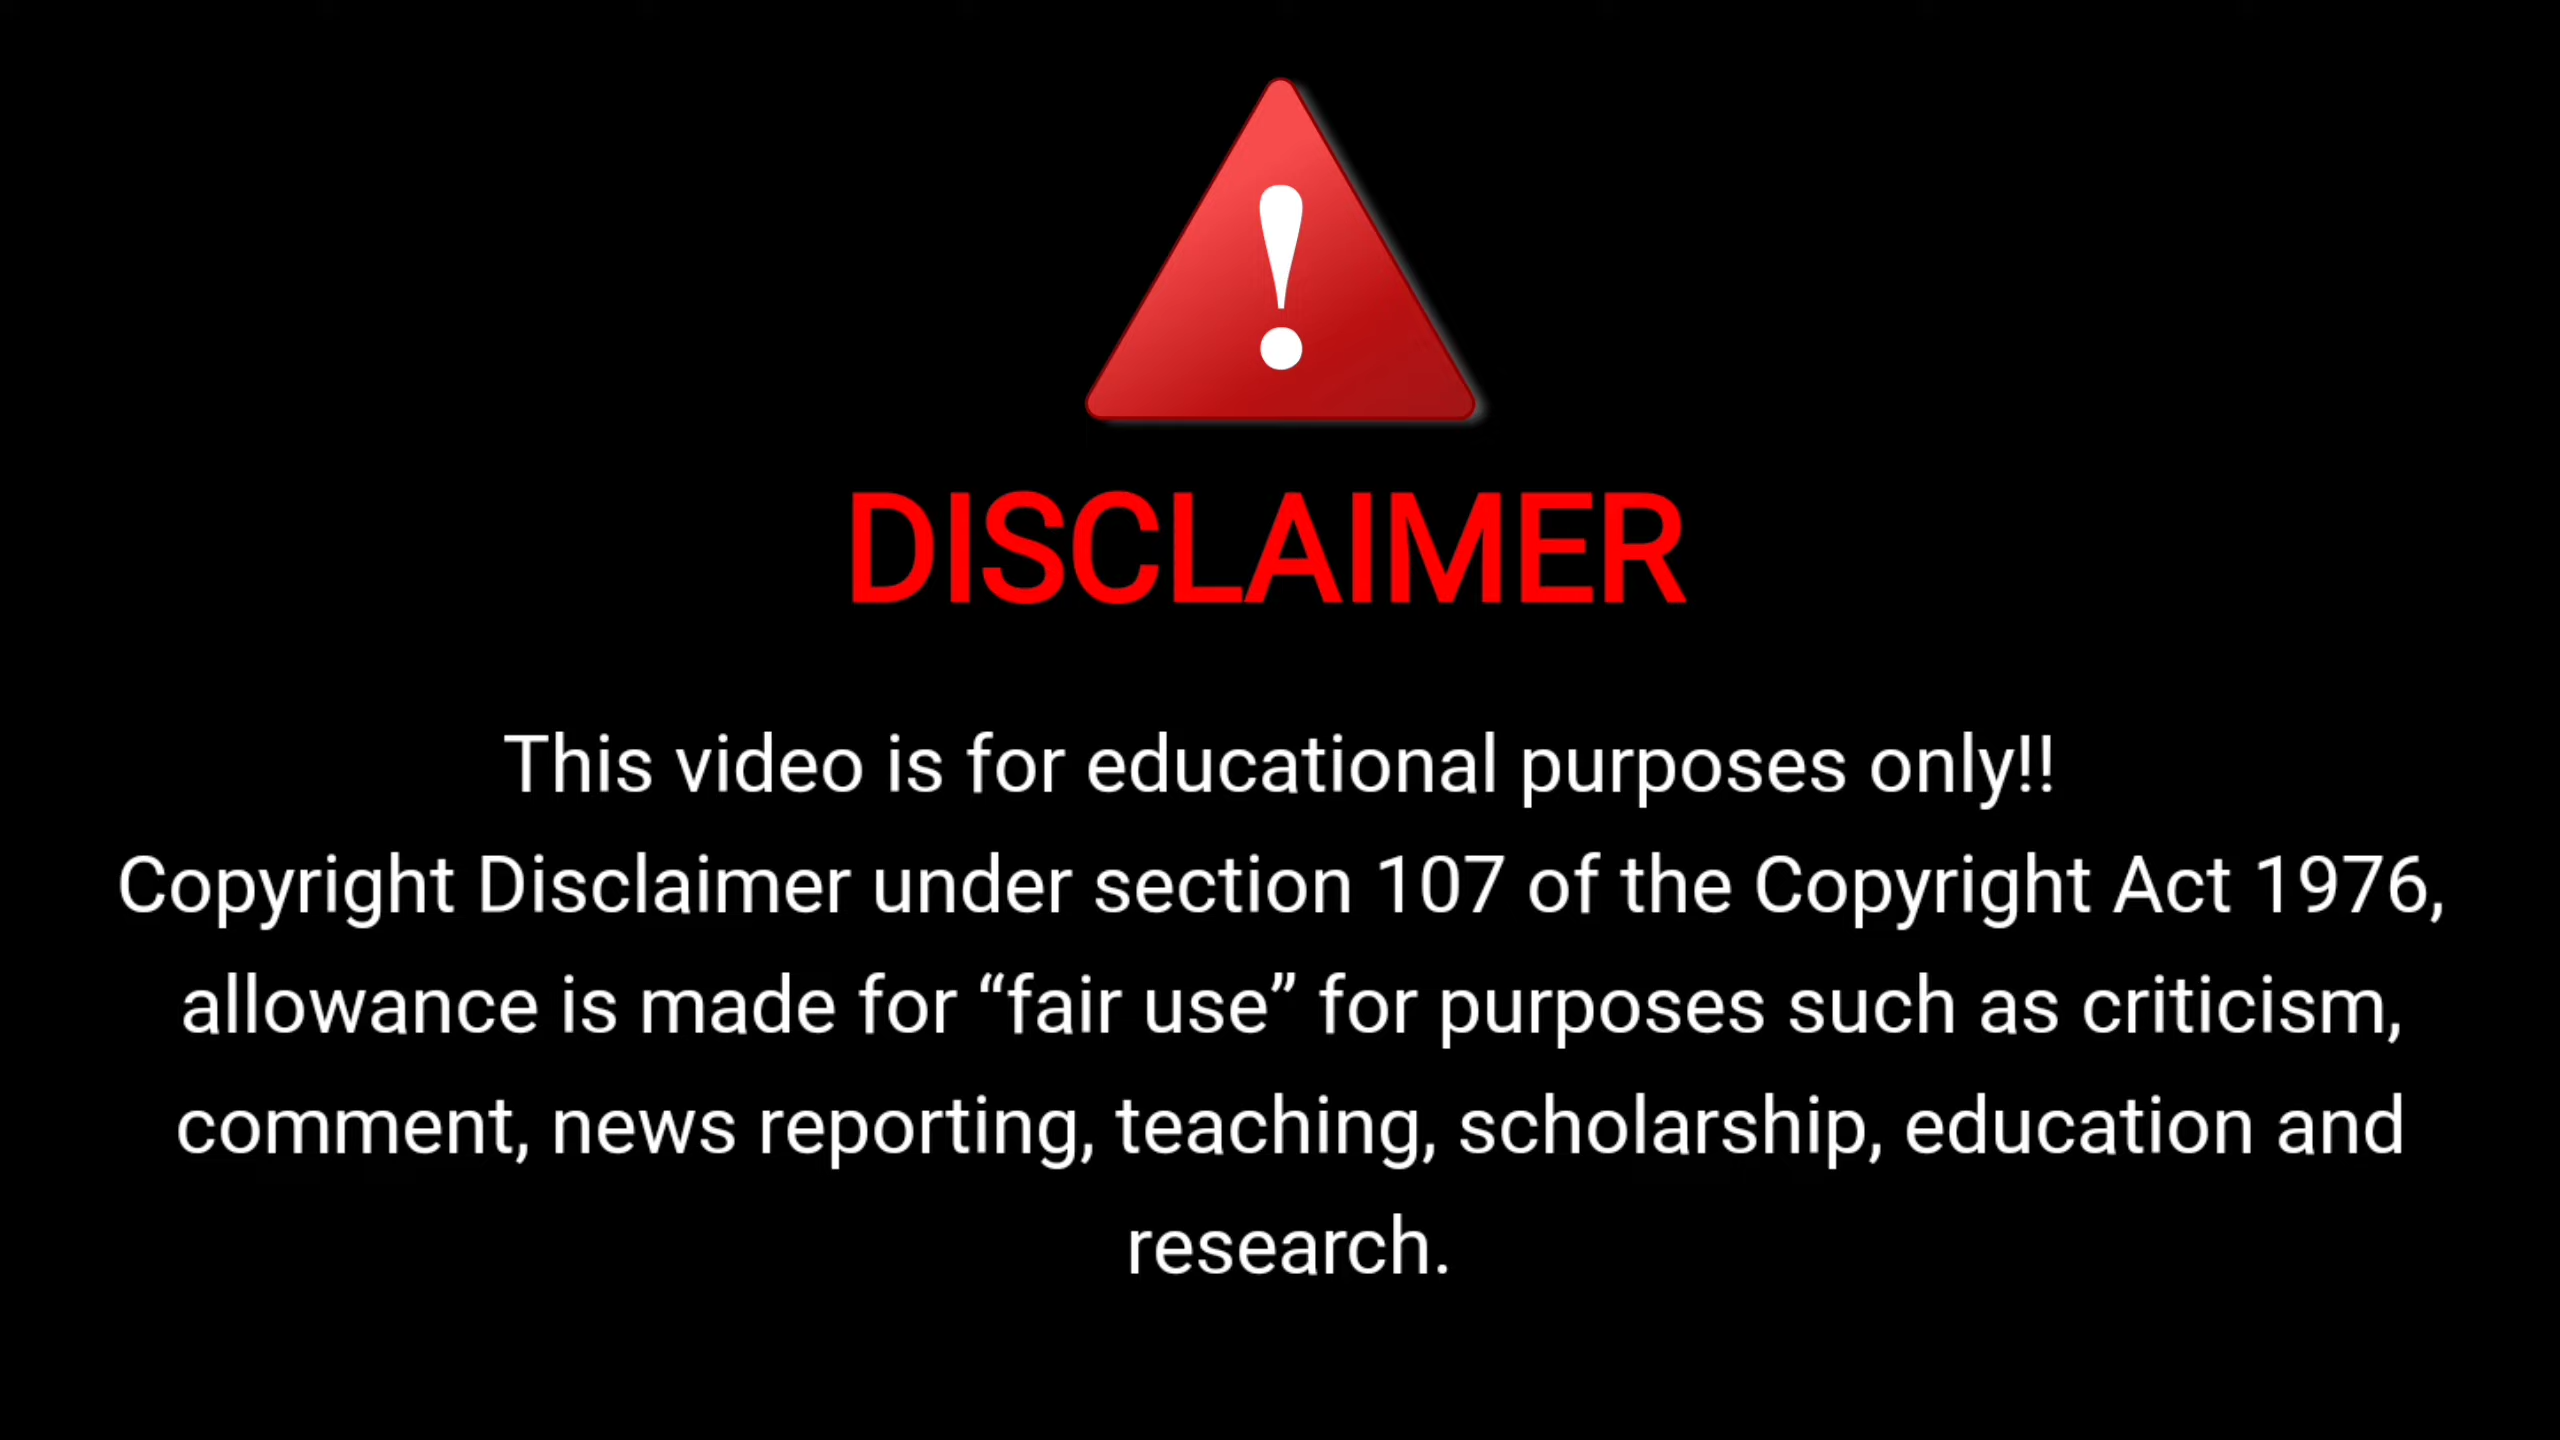 !
DISCLAIMER
This video is for educational purposes only!!
Copyright Disclaimer under section 107 of the Copyright Act 1976,
allowance is made for “fair use” for purposes such as criticism,
comment, news reporting, teaching, scholarship, education and
research.